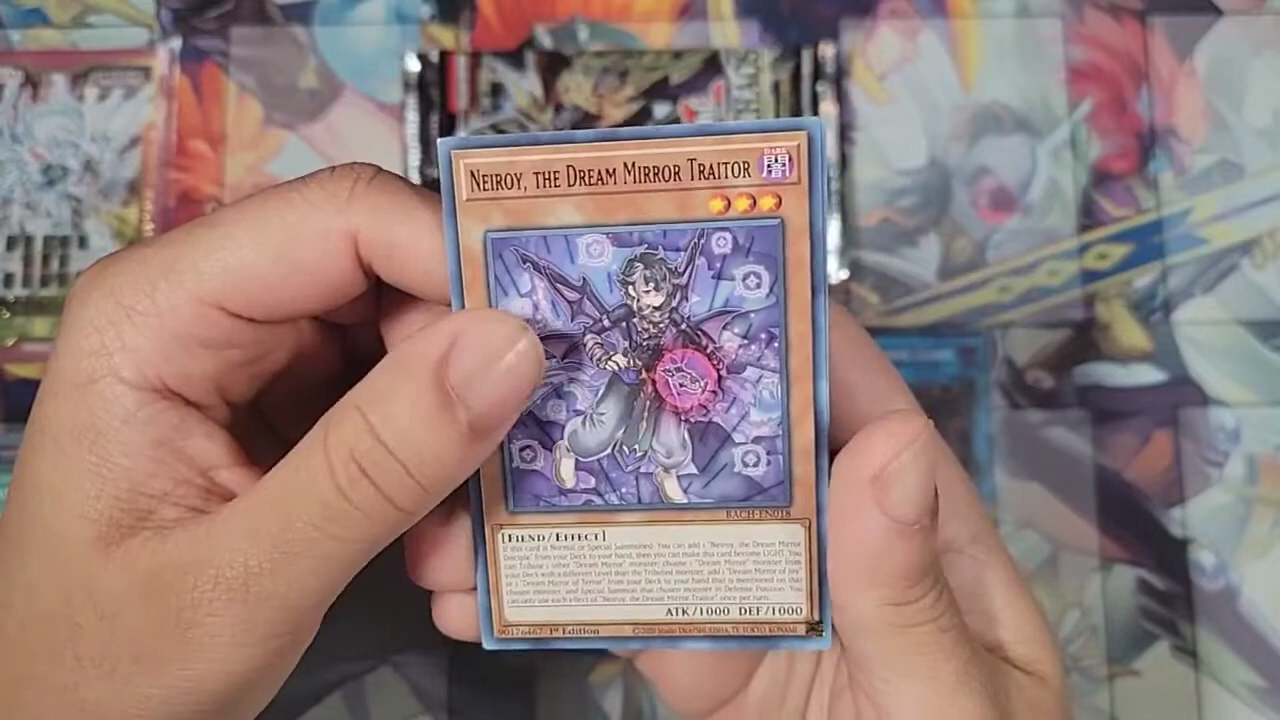 NEIROY, THE DREAM MIRROR TRAITOR
DARK
闇
BACH-EN018
[FIEND/EFFECT]
If this card is Normal or Special Summoned: You can add 1 "Neiroy, the Dream Mirror
Disciple" from your Deck to your hand, then you can make this card become LIGHT. You
can Tribute 1 other "Dream Mirror" monster; choose 1 "Dream Mirror" monster from
your Deck with a different Level than the Tributed monster, add 1 "Dream Mirror of Joy"
or 1 "Dream Mirror of Terror" from your Deck to your hand that is mentioned on that
chosen monster, and Special Summon that chosen monster in Defense Position. You
can only use each effect of "Neiroy, the Dream Mirror Traitor" once per turn.
ATK/1000 DEF/1000
90176467 1st Edition ©2020 Studio Dice/SHUEISHA, TV TOKYO, KONAMI